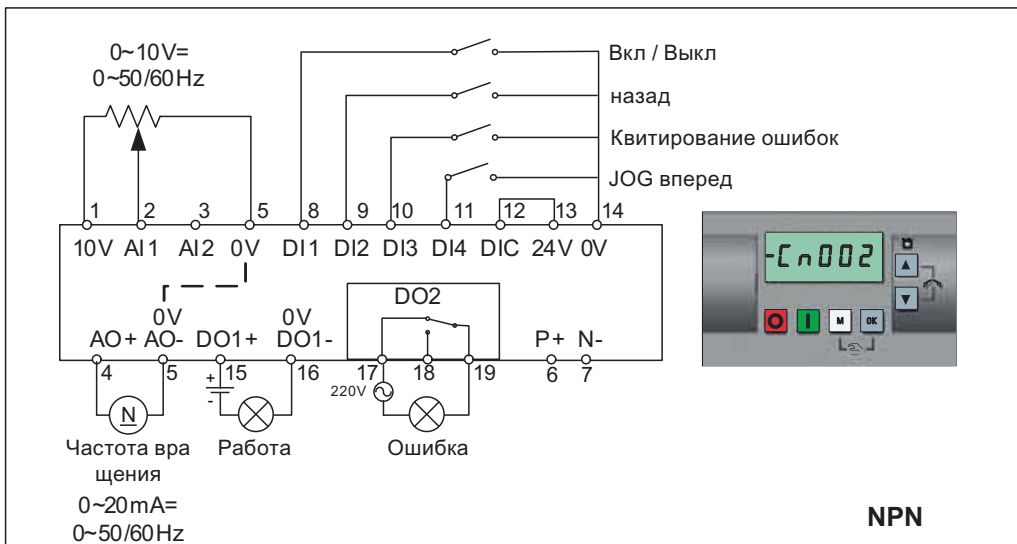 0~10V=
0~50/60Hz
Вкл / Выкл
назад
Квитирование ошибок
JOG вперед
1 2 3 5 8 9 10 11 12 13 14
10V AI1 AI2 0V DI1 DI2 DI3 DI4 DIC 24V 0V
-Cn002
M OK
DO2
0V 0V
AO+ AO- DO1+ DO1- P+ N-
4 5 15 16 17 18 19 6 7
+
-
220V
N
Частота вра
щения
Работа
Ошибка
0~20mA=
0~50/60Hz
NPN